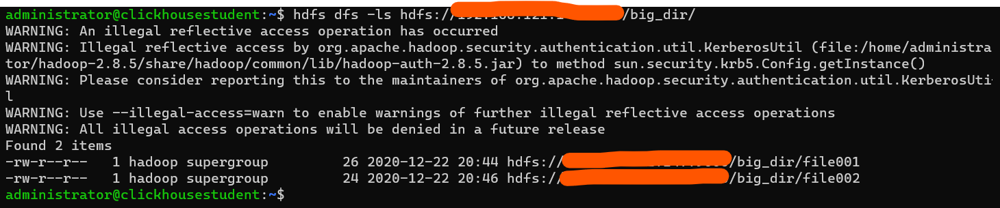 administrator@clickhousestudent:~$ hdfs dfs -ls hdfs:///big_dir/
WARNING: An illegal reflective access operation has occurred
WARNING: Illegal reflective access by org.apache.hadoop.security.authentication.util.KerberosUtil (file:/home/administra
tor/hadoop-2.8.5/share/hadoop/common/lib/hadoop-auth-2.8.5.jar) to method sun.security.krb5.Config.getInstance()
WARNING: Please consider reporting this to the maintainers of org.apache.hadoop.security.authentication.util.KerberosUti
l
WARNING: Use --illegal-access=warn to enable warnings of further illegal reflective access operations
WARNING: All illegal access operations will be denied in a future release
Found 2 items
-rw-r--r--   1 hadoop supergroup         26 2020-12-22 20:44 hdfs:///big_dir/file001
-rw-r--r--   1 hadoop supergroup         24 2020-12-22 20:46 hdfs:///big_dir/file002
administrator@clickhousestudent:~$